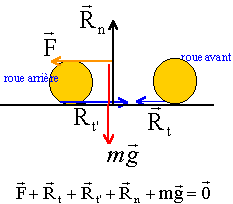 R⃗n
F⃗
roue avant
roue arrière
R⃗t'
R⃗t
mg⃗
F⃗ + R⃗t + R⃗t' + R⃗n + mg⃗ = 0⃗